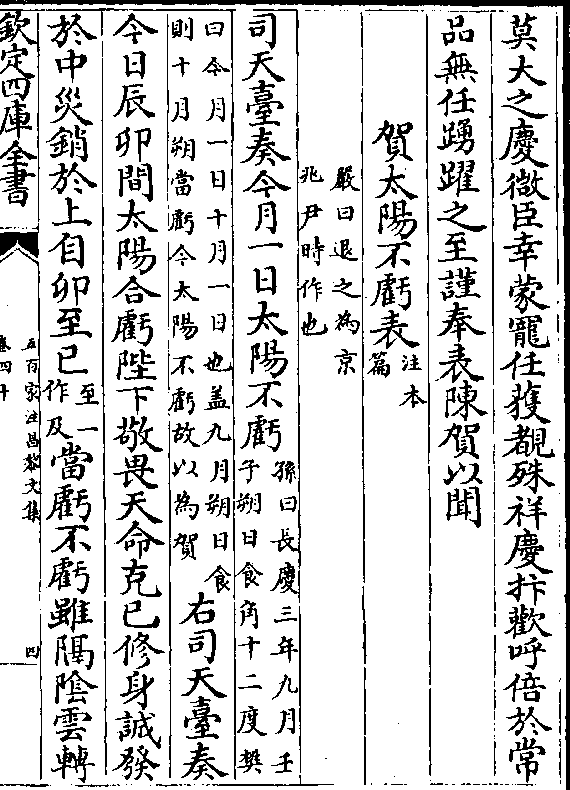 莫大之慶微臣幸蒙寵任獲覩殊祥慶抃歡呼倍於常
品無任踴躍之至謹奉表陳賀以聞
賀太陽不虧表注本篇
嚴曰退之為京
兆尹時作也
司天臺奏今月一日太陽不虧孫曰長慶三年九月壬子朔日食角十二度㓞
曰今月一日十月一日也盖九月朔日食則十月朔當虧今太陽不虧故以為賀右司天臺奏
今日辰卯間太陽合虧陛下敬畏天命克已修身誠發
於中災銷於上自卯至已至一作及當虧不虧雖隔陰雲轉
欽定四庫全書
五百家注昌黎文集
卷四十
四